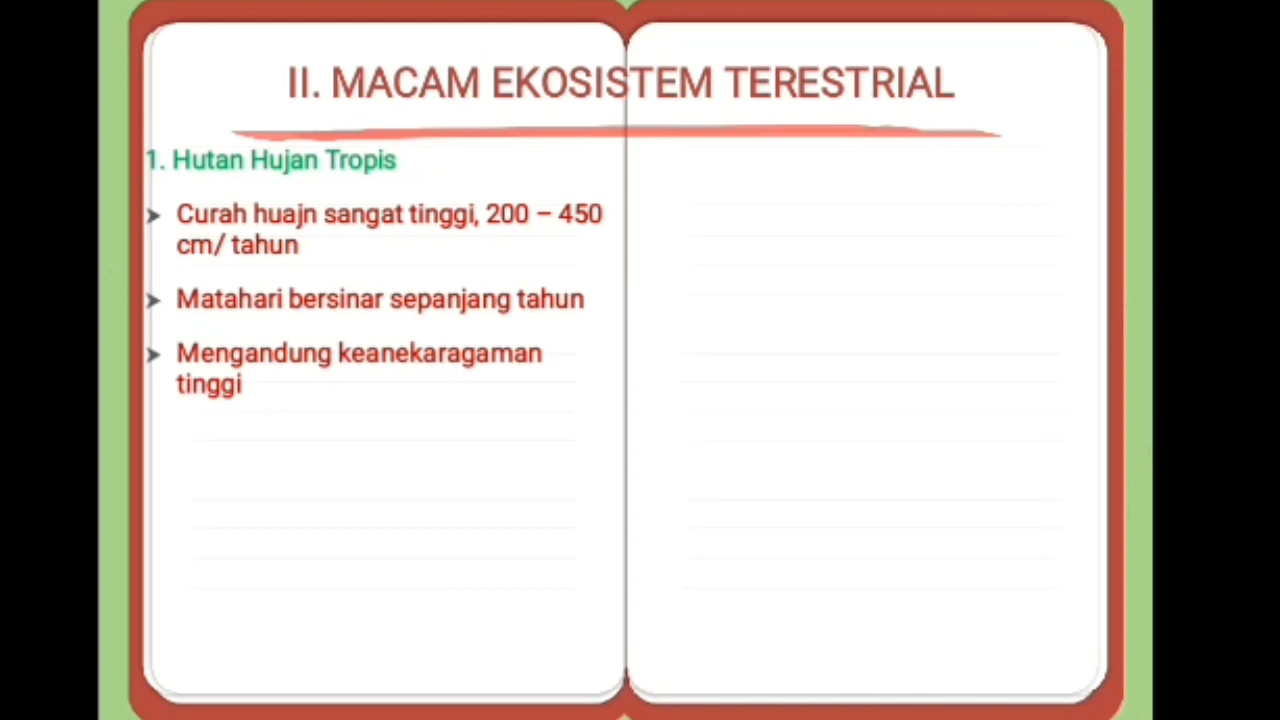 II. MACAM EKOSISTEM TERESTRIAL
1. Hutan Hujan Tropis
➤ Curah huajn sangat tinggi, 200 – 450
cm/ tahun
➤ Matahari bersinar sepanjang tahun
➤ Mengandung keanekaragaman
tinggi